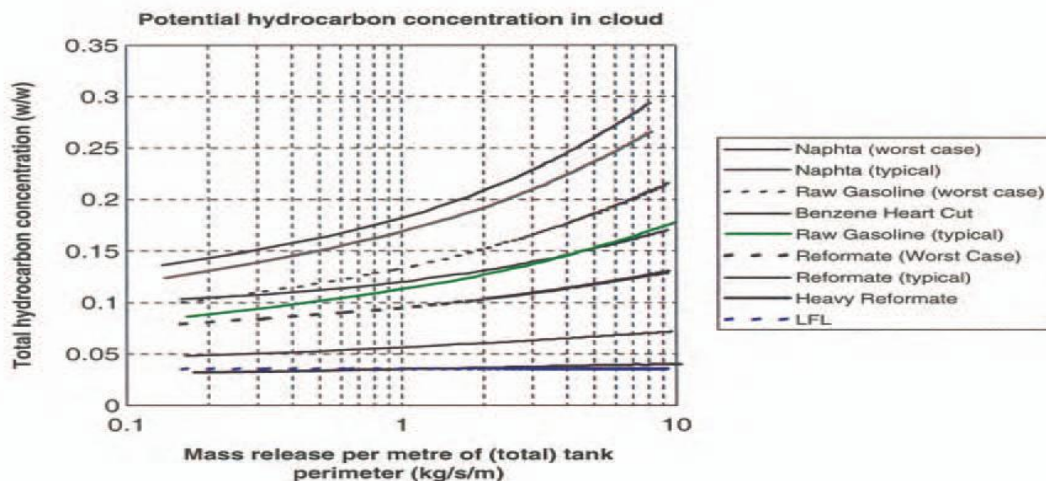 Potential hydrocarbon concentration in cloud
Total hydrocarbon concentration (w/w)
0.35
0.3
0.25
0.2
0.15
0.1
0.05
0
0.1
1
10
Mass release per metre of (total) tank
perimeter (kg/s/m)
Naphta (worst case)
Naphta (typical)
Raw Gasoline (worst case)
Benzene Heart Cut
Raw Gasoline (typical)
Reformate (Worst Case)
Reformate (typical)
Heavy Reformate
LFL